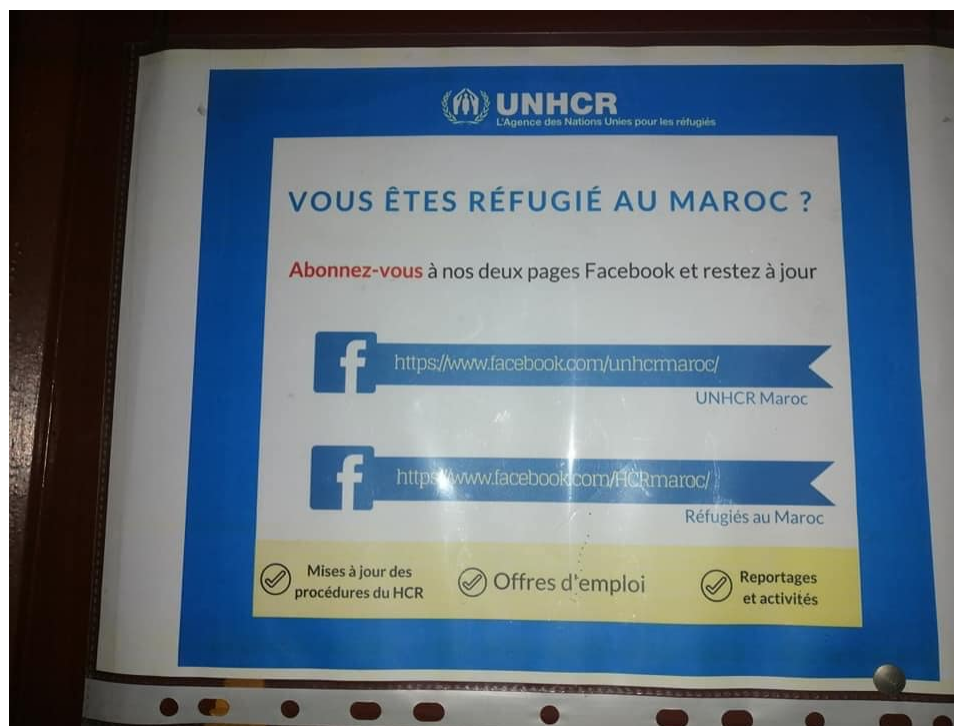 UNHCR
L'Agence des Nations Unies pour les réfugiés
VOUS ÊTES RÉFUGIÉ AU MAROC ?
Abonnez-vous à nos deux pages Facebook et restez à jour
f https://www.facebook.com/unhcrmaroc/
UNHCR Maroc
f https://www.facebook.com/HCRmaroc/
Réfugiés au Maroc
Mises à jour des
procédures du HCR
Offres d'emploi
Reportages
et activités